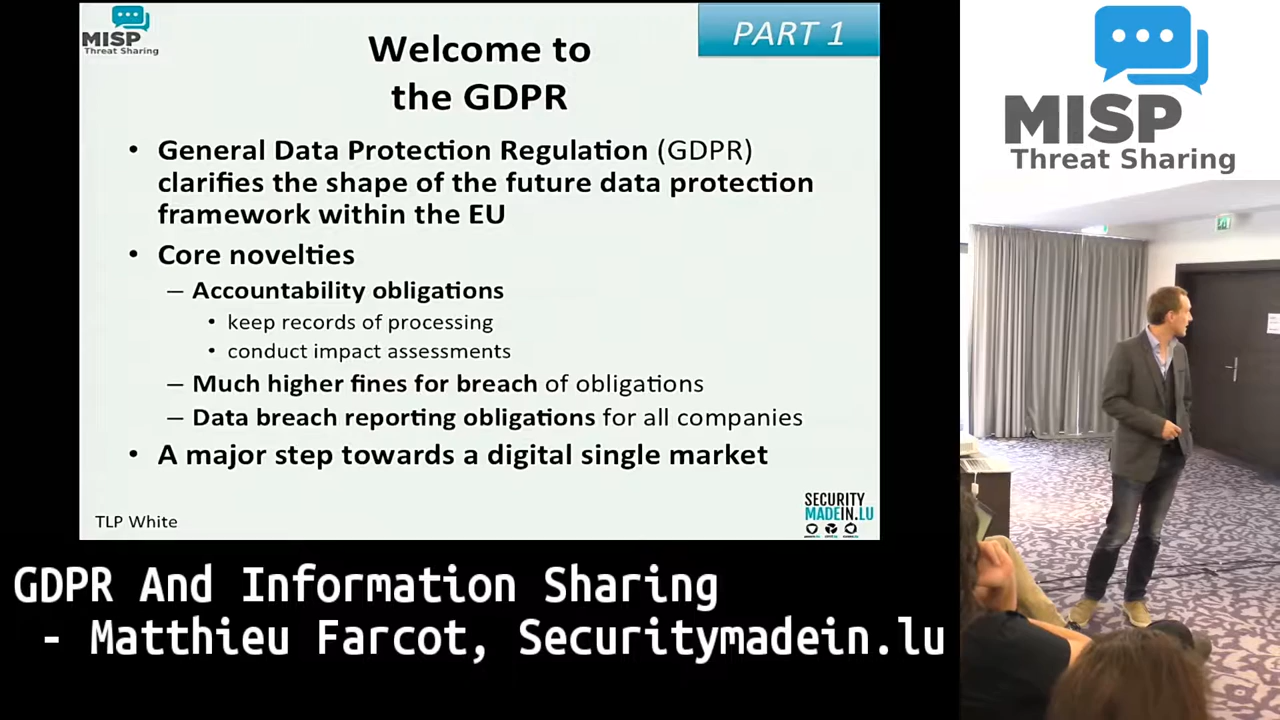 MISP
Threat Sharing
PART 1
Welcome to
the GDPR
• General Data Protection Regulation (GDPR)
clarifies the shape of the future data protection
framework within the EU
• Core novelties
– Accountability obligations
• keep records of processing
• conduct impact assessments
– Much higher fines for breach of obligations
– Data breach reporting obligations for all companies
• A major step towards a digital single market
TLP White
SECURITY
MADEIN.LU
MISP
Threat Sharing
GDPR And Information Sharing
- Matthieu Farcot, Securitymadein.lu